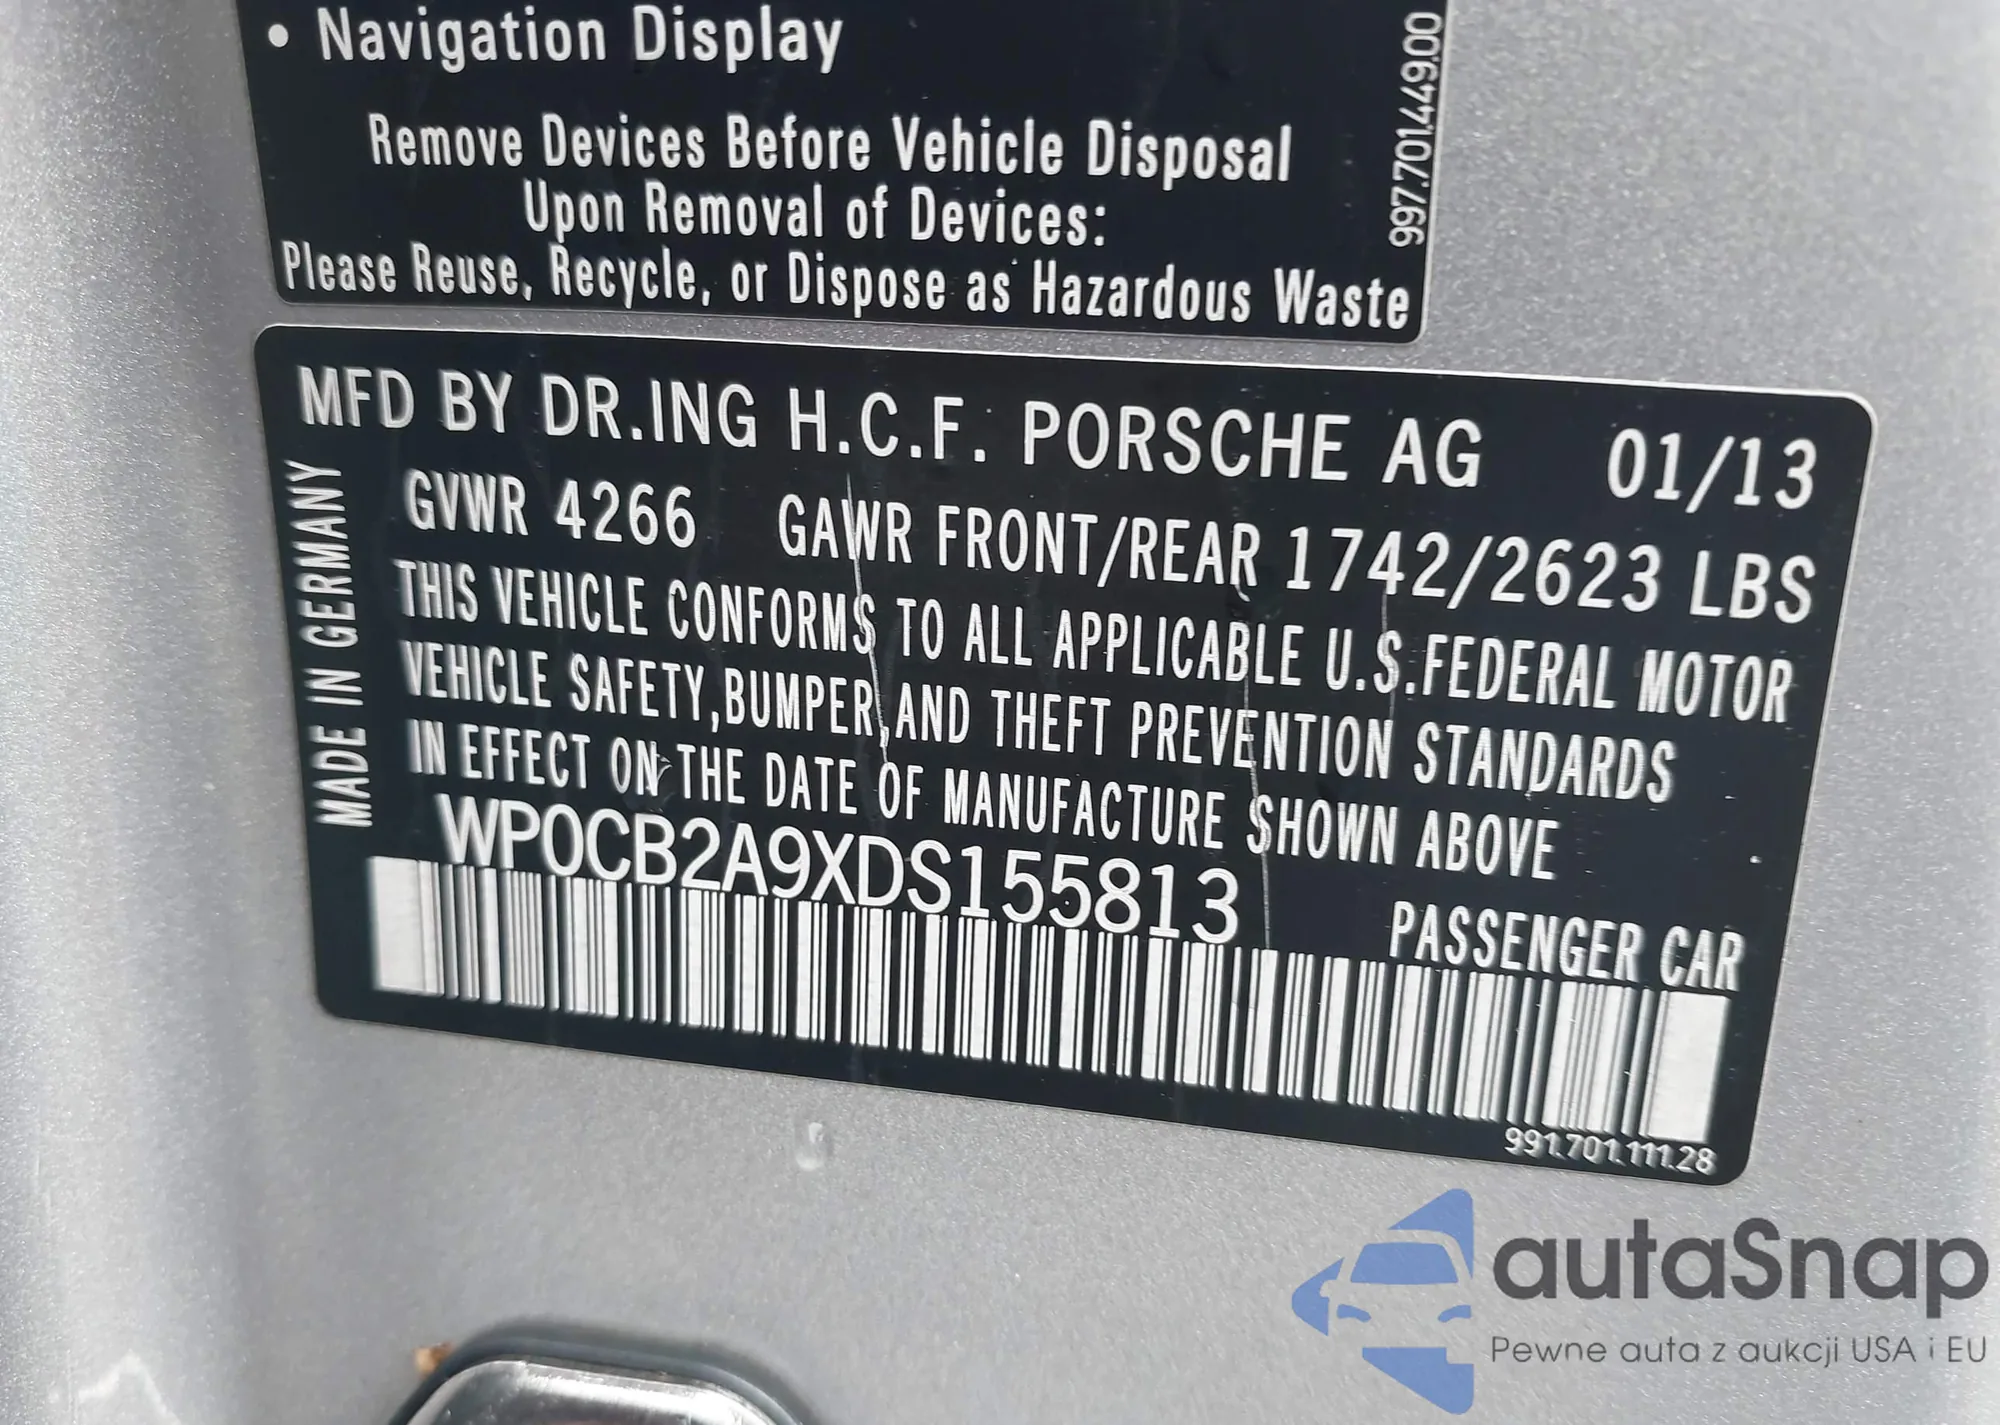 • Navigation Display
Remove Devices Before Vehicle Disposal
Upon Removal of Devices:
Please Reuse, Recycle, or Dispose as Hazardous Waste
997.701.449.00
MFD BY DR.ING H.C.F. PORSCHE AG 01/13
GVWR 4266 GAWR FRONT/REAR 1742/2623 LBS
THIS VEHICLE CONFORMS TO ALL APPLICABLE U.S.FEDERAL MOTOR
VEHICLE SAFETY,BUMPER,AND THEFT PREVENTION STANDARDS
IN EFFECT ON THE DATE OF MANUFACTURE SHOWN ABOVE
WP0CB2A9XDS155813
PASSENGER CAR
MADE IN GERMANY
991.701.111.28
autaSnap
Pewne auta z aukcji USA i EU